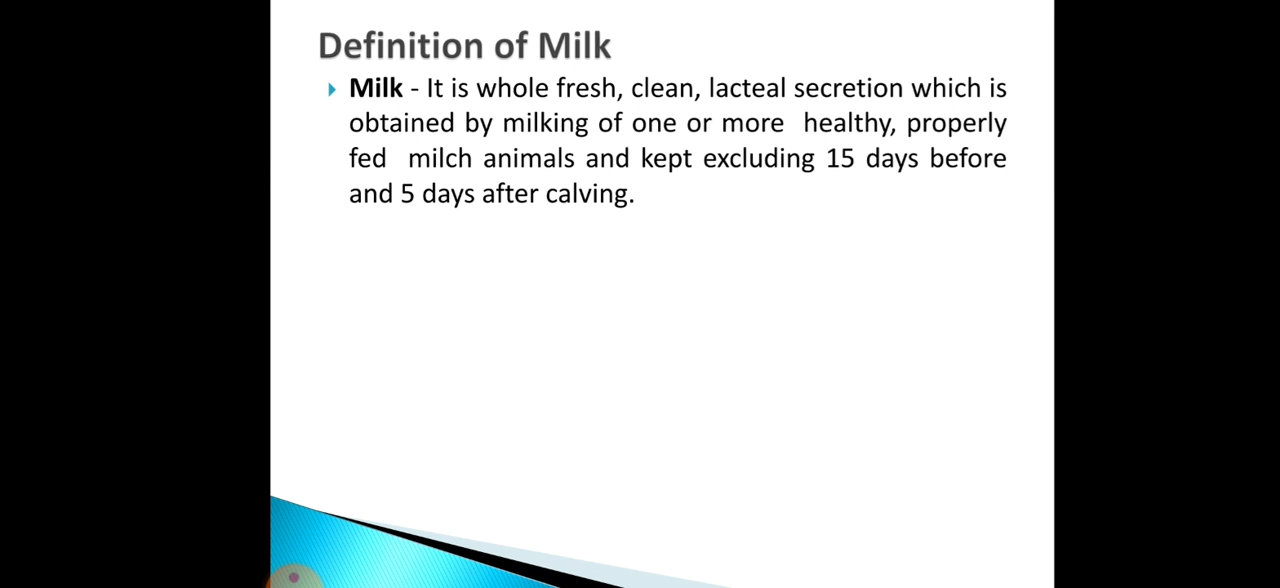 Definition of Milk
Milk - It is whole fresh, clean, lacteal secretion which is
obtained by milking of one or more healthy, properly
fed milch animals and kept excluding 15 days before
and 5 days after calving.